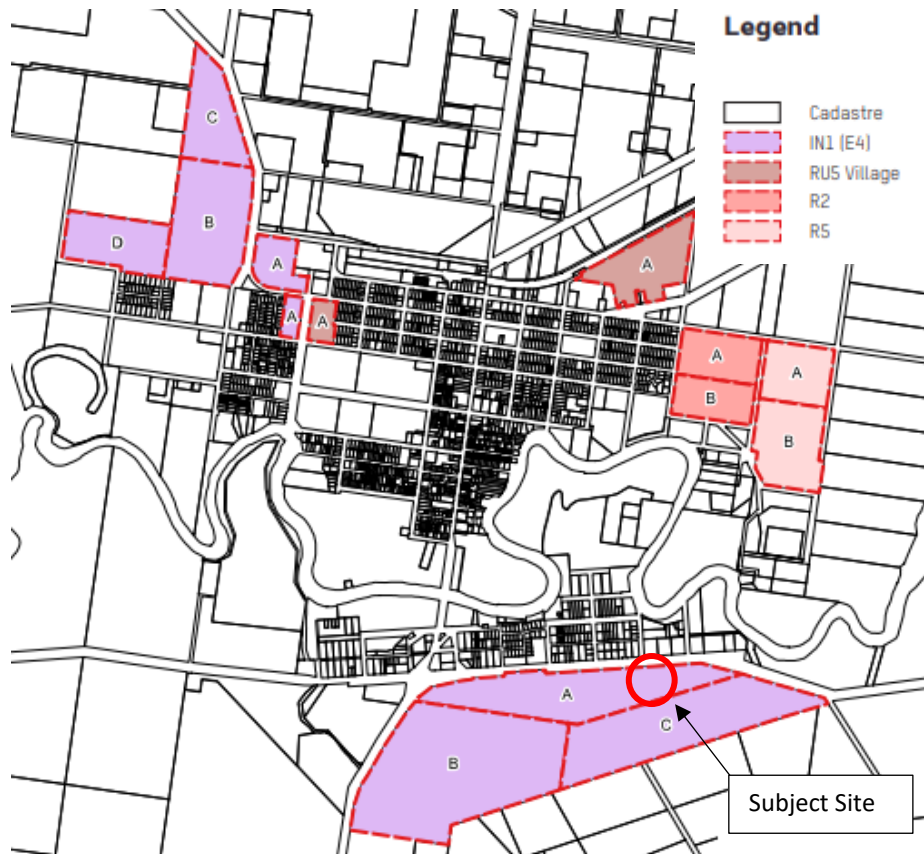 Legend
Cadastre
IN1 (E4)
RU5 Village
R2
R5
C
B
D
A
A
A
A
A
B
A
B
A
B
C
Subject Site